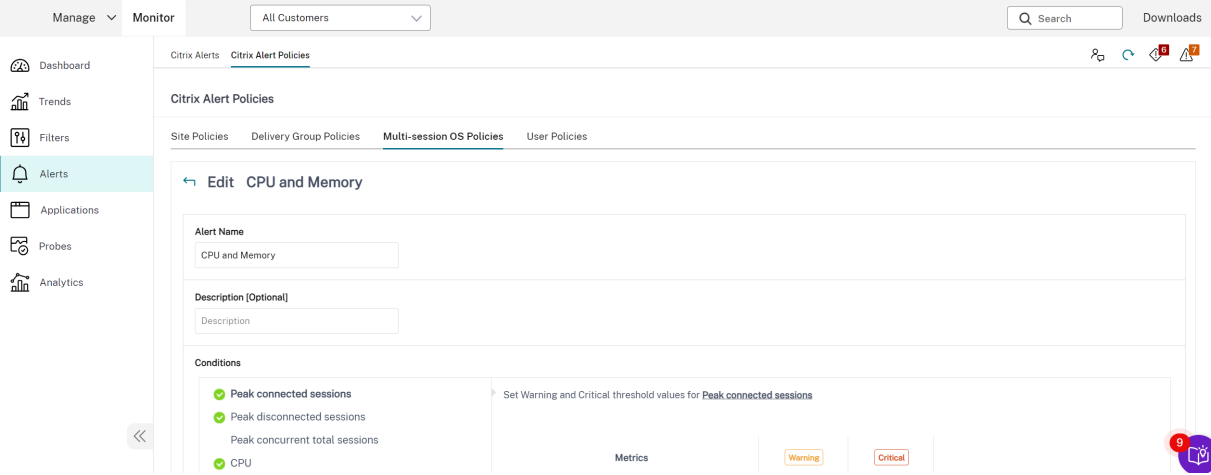 Manage Monitor All Customers Search Downloads
Citrix Alerts Citrix Alert Policies 6 7
Dashboard
Trends
Filters
Alerts
Applications
Probes
Analytics
Citrix Alert Policies
Site Policies Delivery Group Policies Multi-session OS Policies User Policies
Edit CPU and Memory
Alert Name
CPU and Memory
Description [Optional]
Description
Conditions
Peak connected sessions
Peak disconnected sessions
Peak concurrent total sessions
CPU
Set Warning and Critical threshold values for Peak connected sessions
Metrics Warning Critical
9